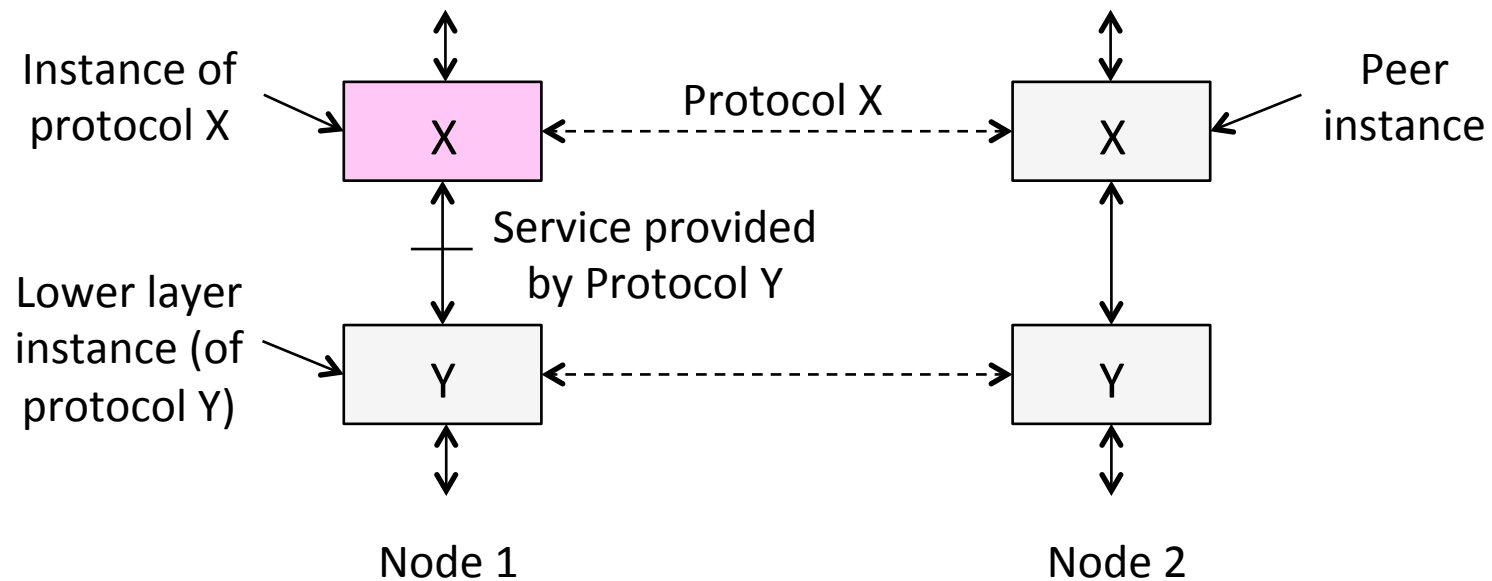 Instance of
protocol X
X
Protocol X
X
Peer
instance
Service provided
by Protocol Y
Lower layer
instance (of
protocol Y)
Y
Y
Node 1
Node 2